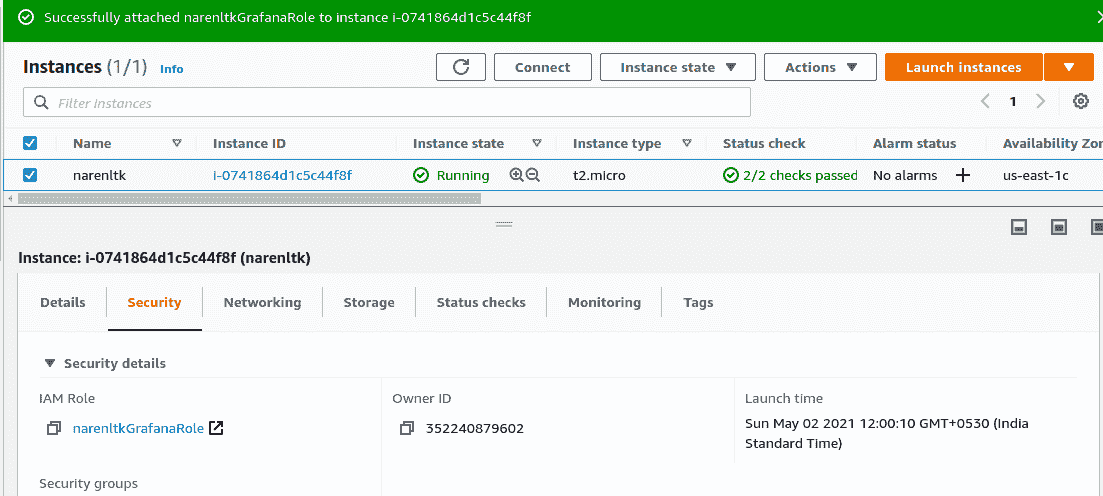 Successfully attached narenltkGrafanaRole to instance i-0741864d1c5c44f8f
Instances (1/1) Info
Connect
Instance state
Actions
Launch instances
Filter instances
1
Name Instance ID Instance state Instance type Status check Alarm status Availability Zon
narenltk i-0741864d1c5c44f8f Running t2.micro 2/2 checks passed No alarms us-east-1c
Instance: i-0741864d1c5c44f8f (narenltk)
Details Security Networking Storage Status checks Monitoring Tags
Security details
IAM Role
narenltkGrafanaRole
Owner ID
352240879602
Launch time
Sun May 02 2021 12:00:10 GMT+0530 (India
Standard Time)
Security groups